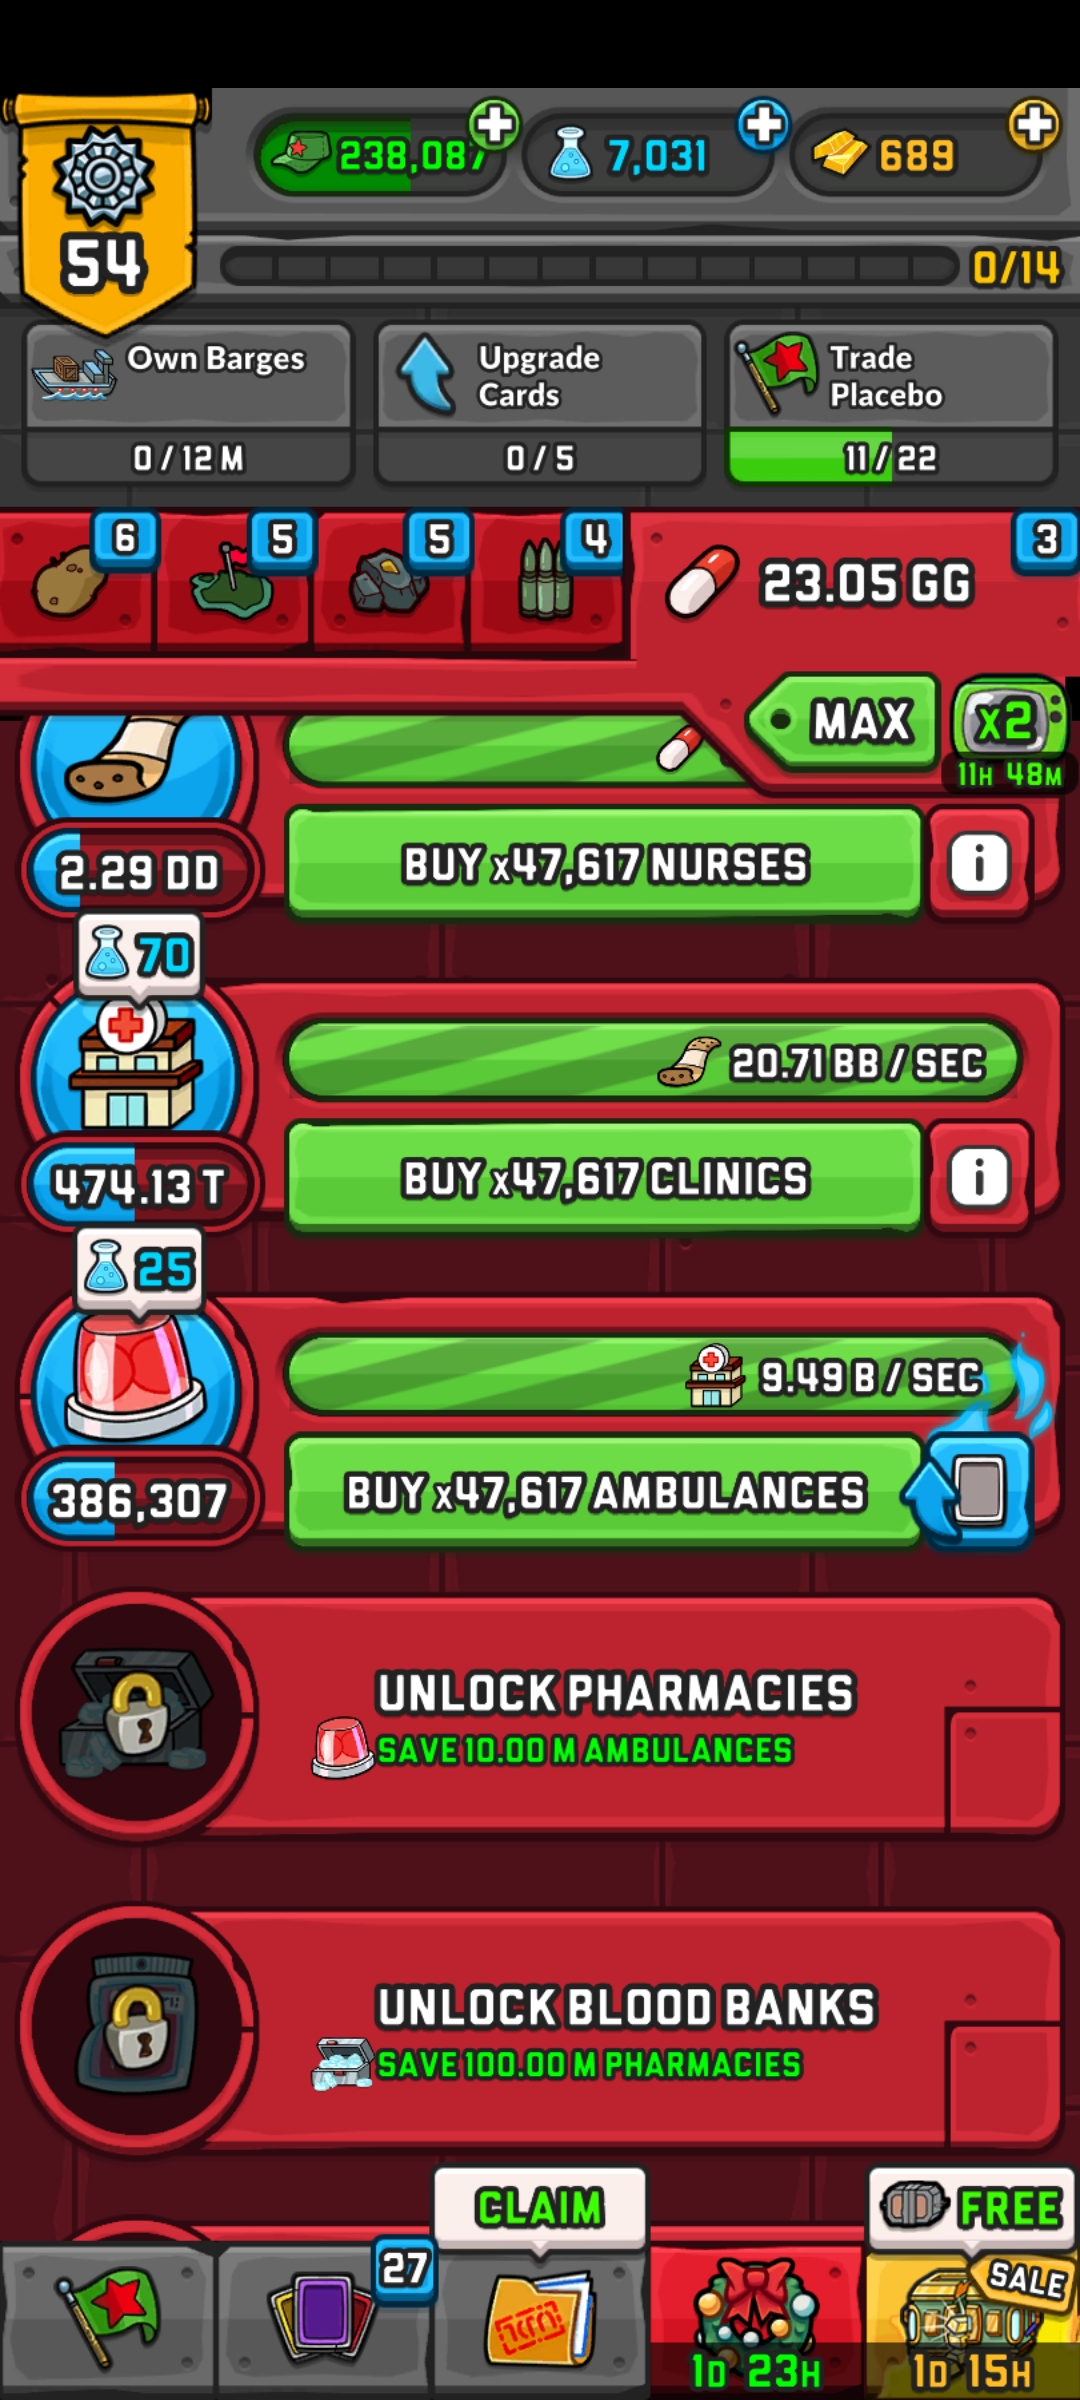 238,087
7,031
689
54
0/14
Own Barges
0 / 12 M
Upgrade
Cards
0 / 5
Trade
Placebo
11 / 22
6
5
5
4
3
23.05 GG
MAX
x2
11H 48M
2.29 DD
BUY x47,617 NURSES
i
70
20.71 BB / SEC
474.13 T
BUY x47,617 CLINICS
i
25
9.49 B / SEC
386,307
BUY x47,617 AMBULANCES
UNLOCK PHARMACIES
SAVE 10.00 M AMBULANCES
UNLOCK BLOOD BANKS
SAVE 100.00 M PHARMACIES
CLAIM
FREE
27
SALE
1D 23H
1D 15H